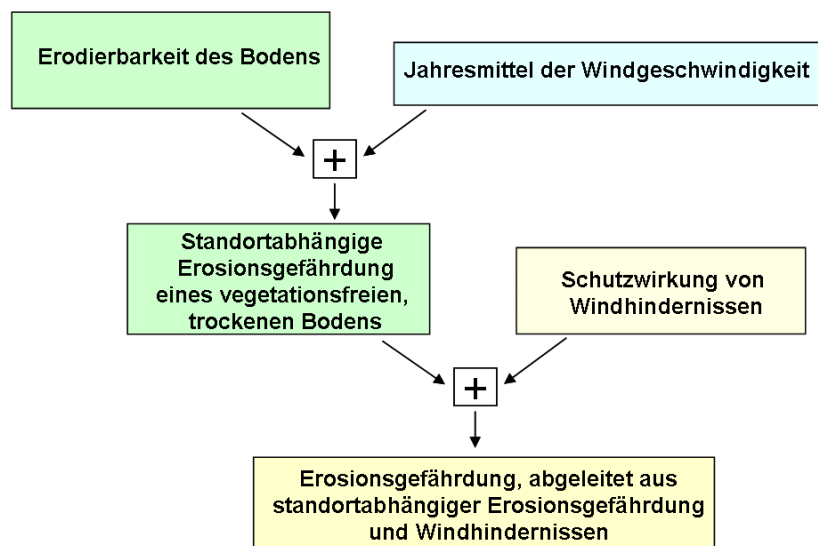 Erodierbarkeit des Bodens
Jahresmittel der Windgeschwindigkeit
+
Standortabhängige
Erosionsgefährdung
eines vegetationsfreien,
trockenen Bodens
Schutzwirkung von
Windhindernissen
+
Erosionsgefährdung, abgeleitet aus
standortabhängiger Erosionsgefährdung
und Windhindernissen